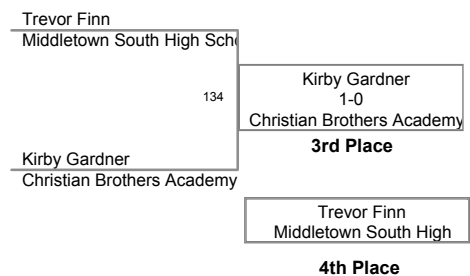 Trevor Finn
Middletown South High Sch
134
Kirby Gardner
1-0
Christian Brothers Academy
3rd Place
Kirby Gardner
Christian Brothers Academy
Trevor Finn
Middletown South High
4th Place